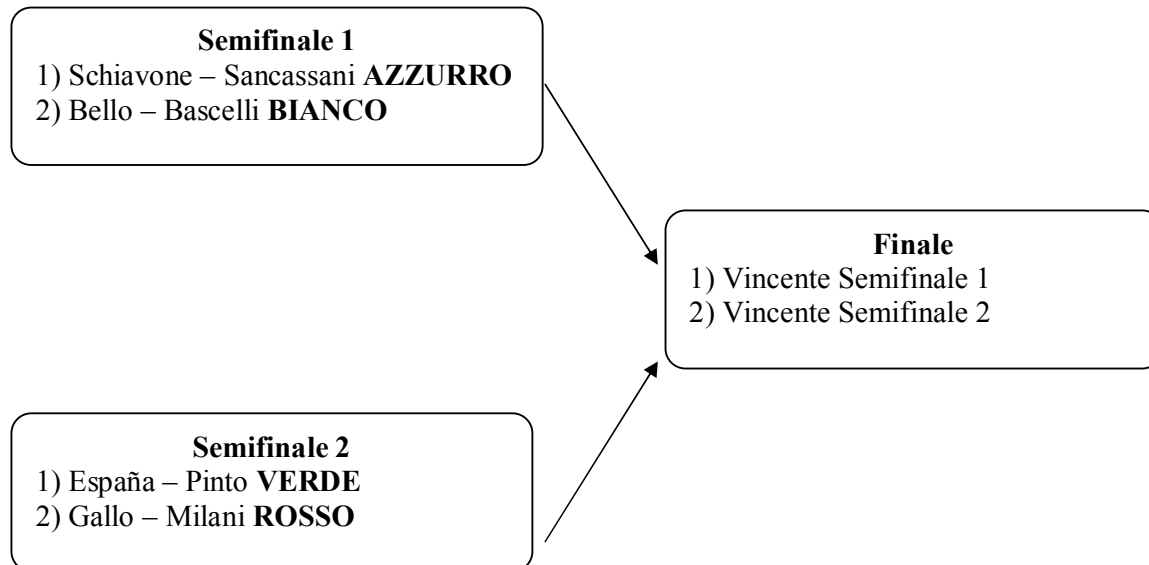 Semifinale 1
1) Schiavone – Sancassani AZZURRO
2) Bello – Bascelli BIANCO
Finale
1) Vincente Semifinale 1
2) Vincente Semifinale 2
Semifinale 2
1) España – Pinto VERDE
2) Gallo – Milani ROSSO